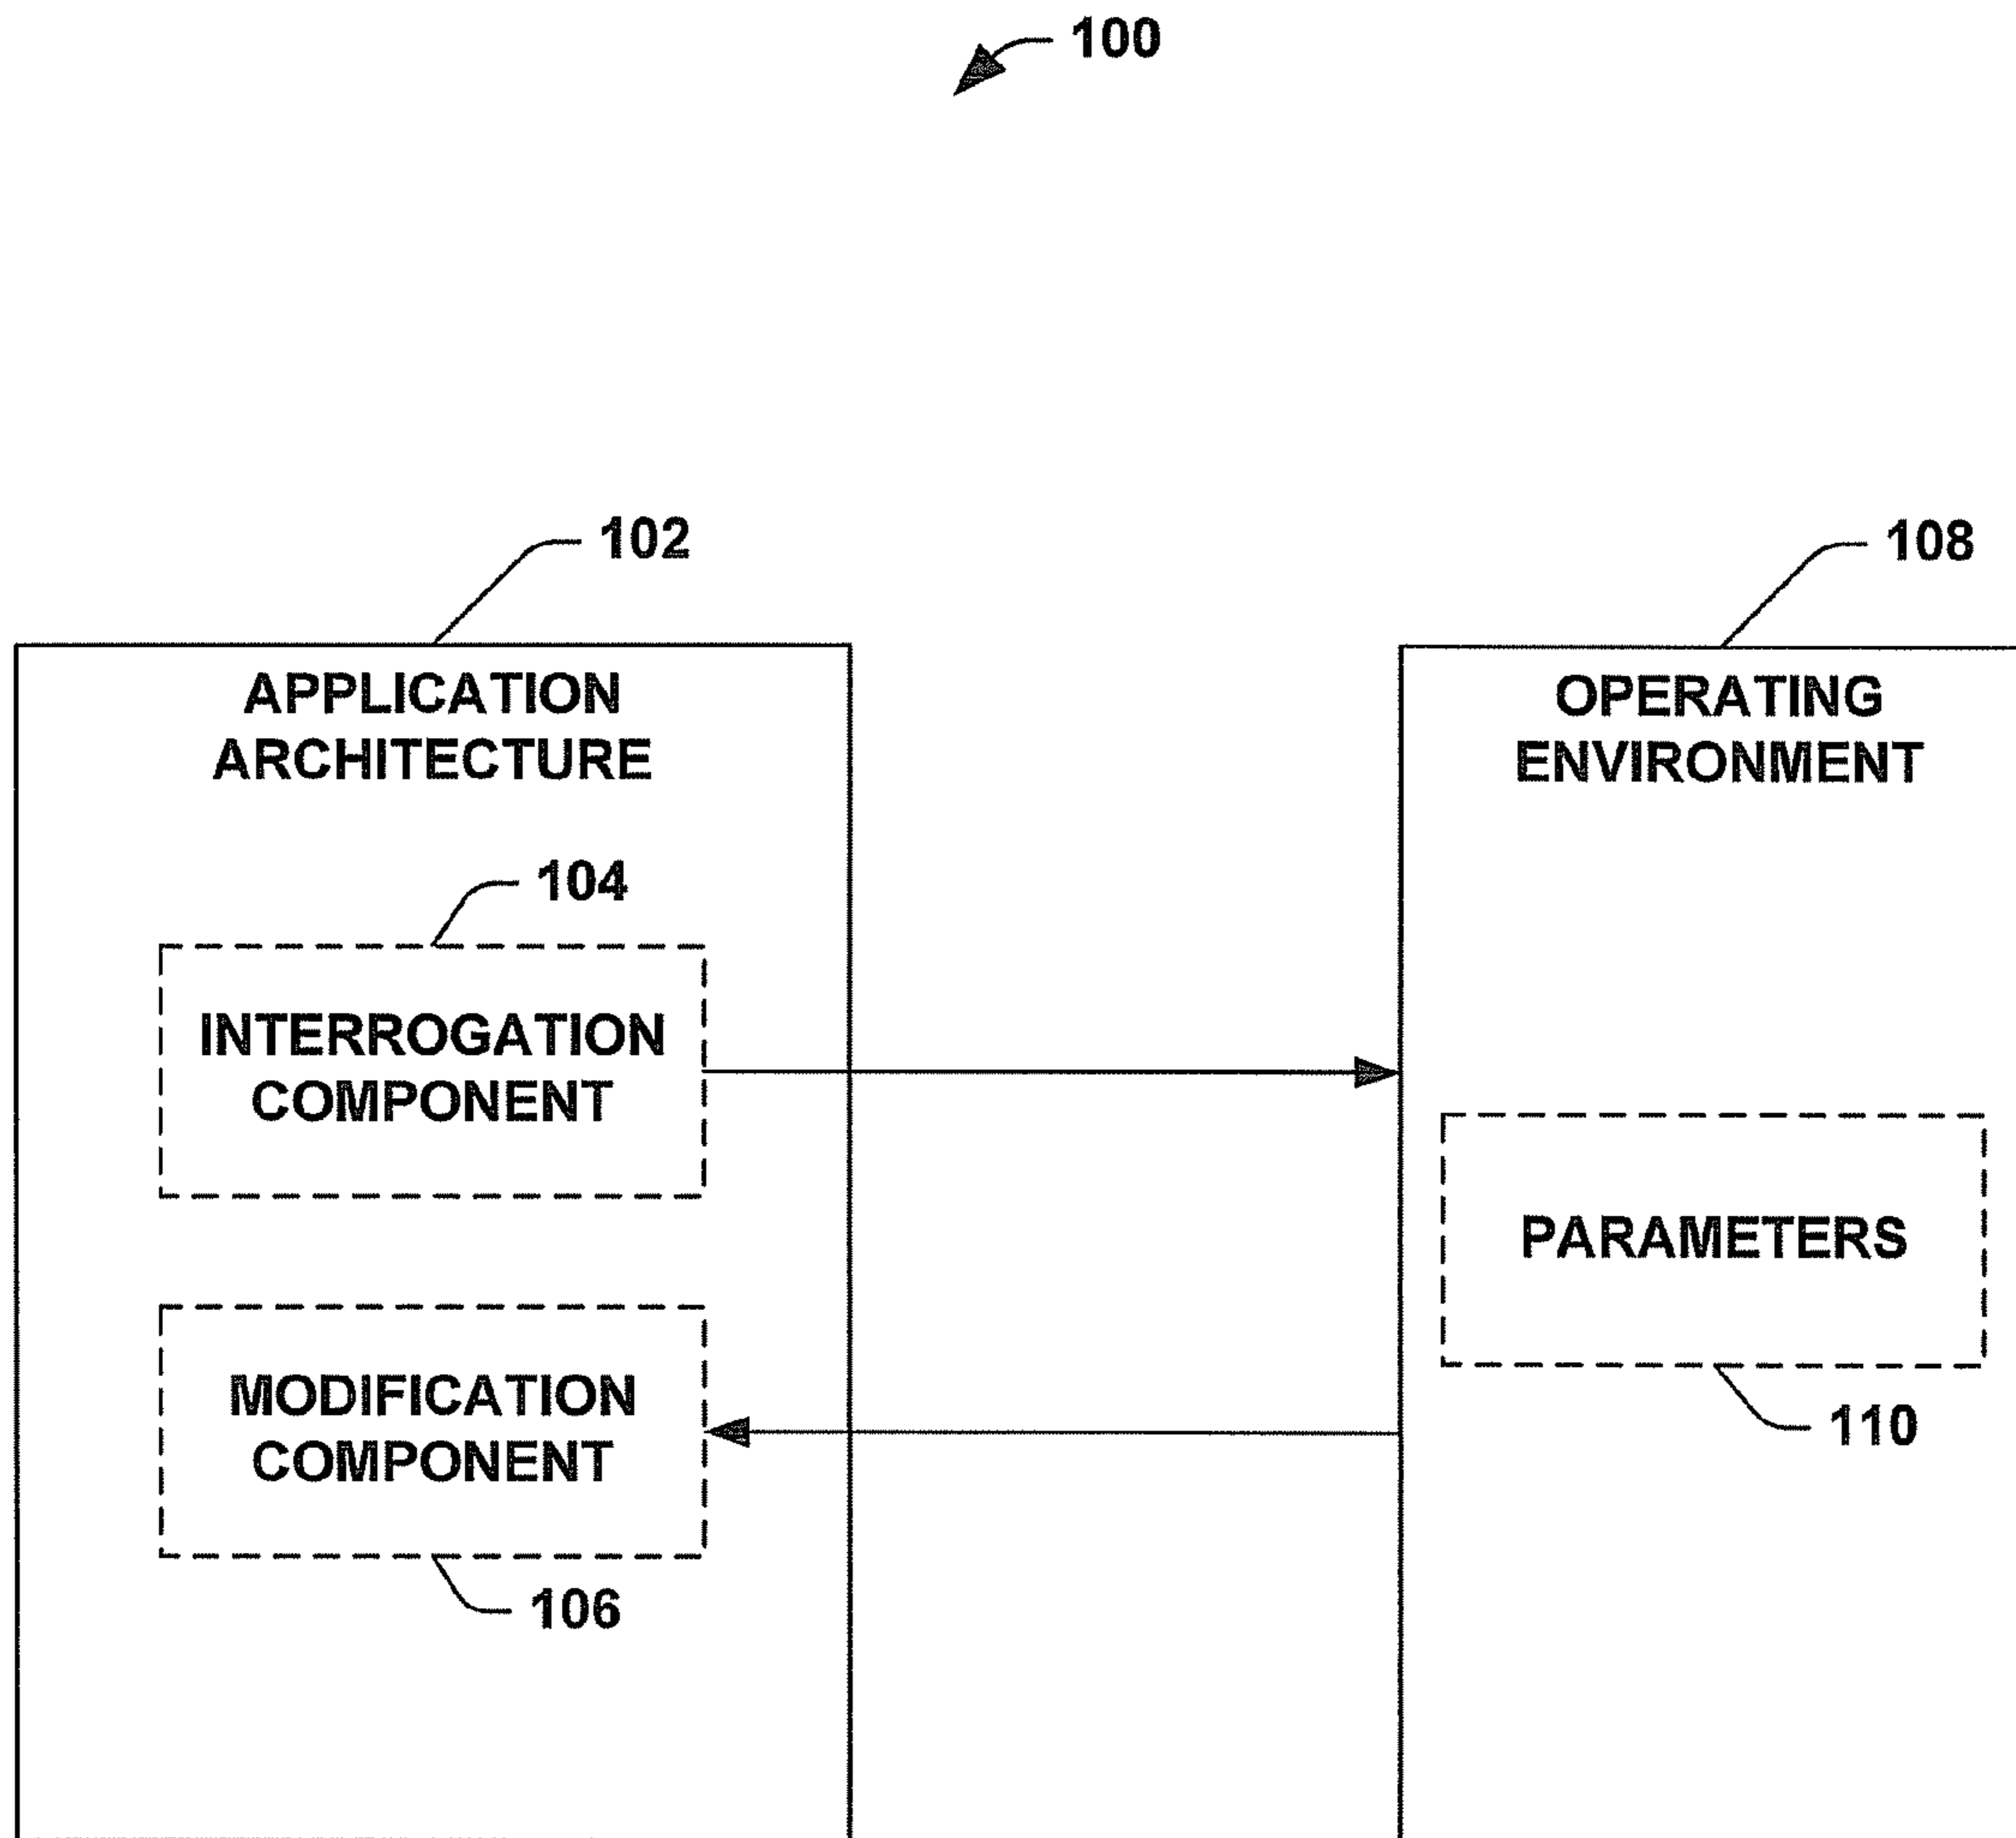 100
102
108
APPLICATION
ARCHITECTURE
OPERATING
ENVIRONMENT
104
INTERROGATION
COMPONENT
PARAMETERS
110
MODIFICATION
COMPONENT
106